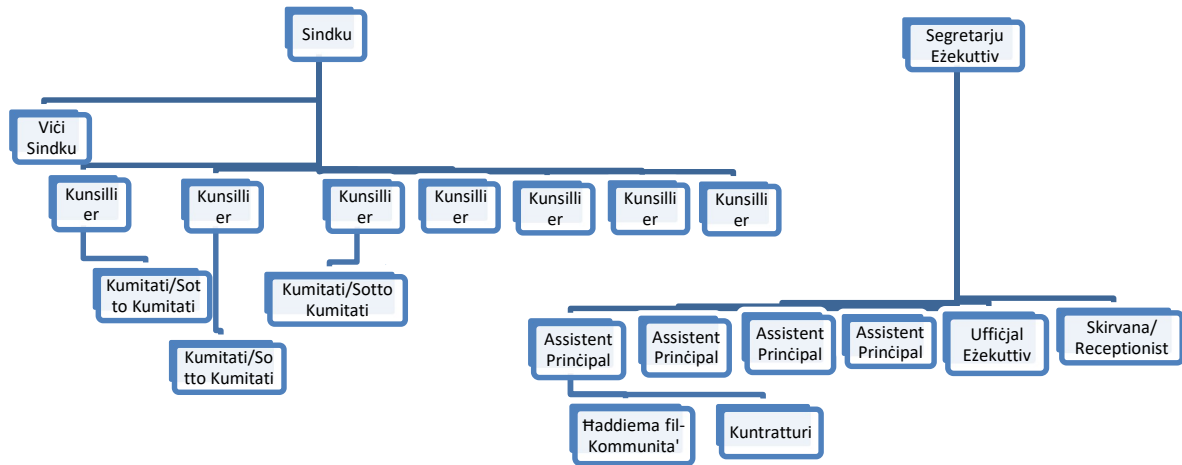 Sindku
Segretarju
Eżekuttiv
Viċi
Sindku
Kunsilli
er
Kunsilli
er
Kunsilli
er
Kunsilli
er
Kunsilli
er
Kunsilli
er
Kunsilli
er
Kumitati/Sot
to Kumitati
Kumitati/So
tto Kumitati
Kumitati/Sotto
Kumitati
Assistent
Prinċipal
Assistent
Prinċipal
Assistent
Prinċipal
Assistent
Prinċipal
Uffiċjal
Eżekuttiv
Skirvana/
Receptionist
Ħaddiema fil-
Kommunita'
Kuntratturi